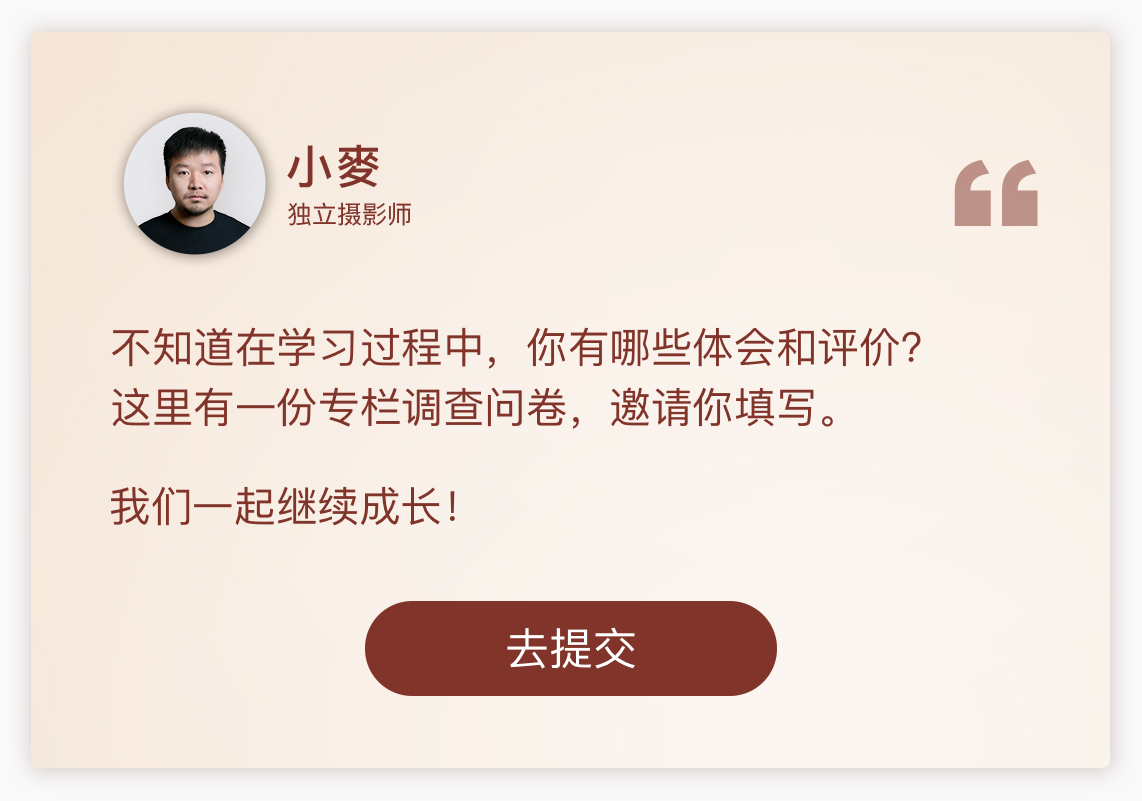 小麥
独立摄影师
“
不知道在学习过程中，你有哪些体会和评价？
这里有一份专栏调查问卷，邀请你填写。
我们一起继续成长！
去提交